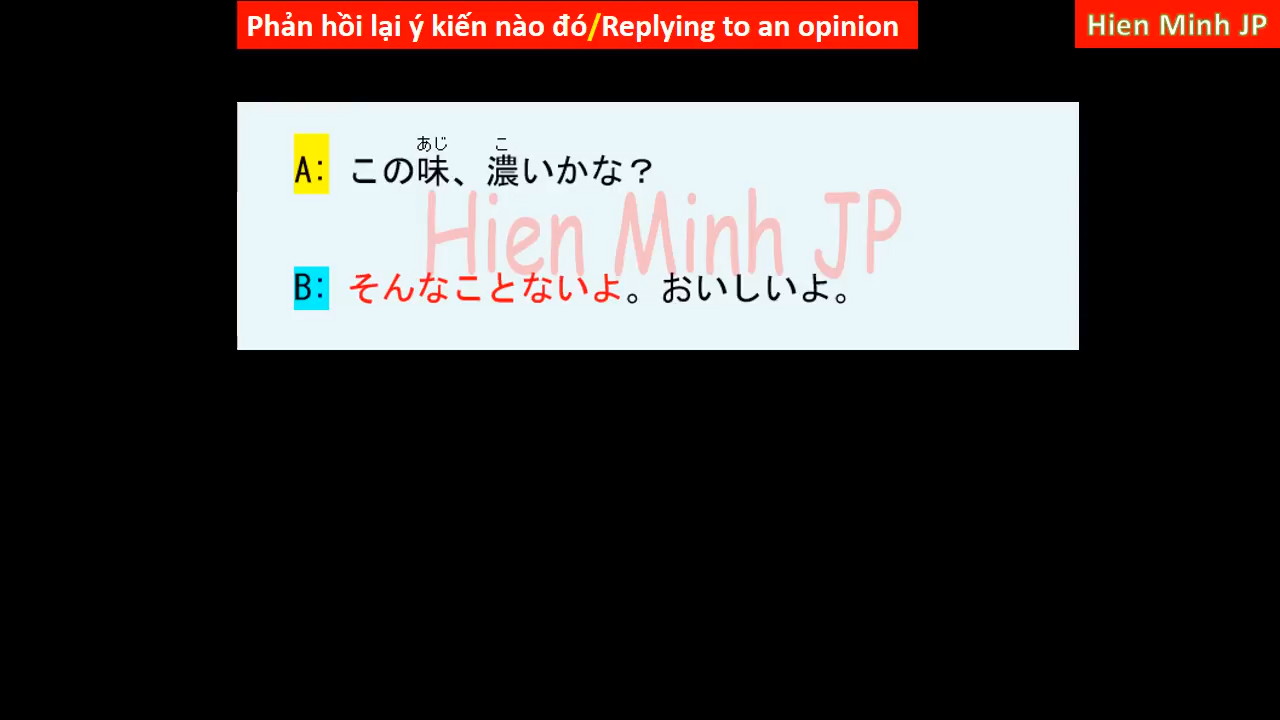 Phản hồi lại ý kiến nào đó/Replying to an opinion
Hien Minh JP
あじ こ
A: この味、濃いかな？
Hien Minh JP
B: そんなことないよ。おいしいよ。